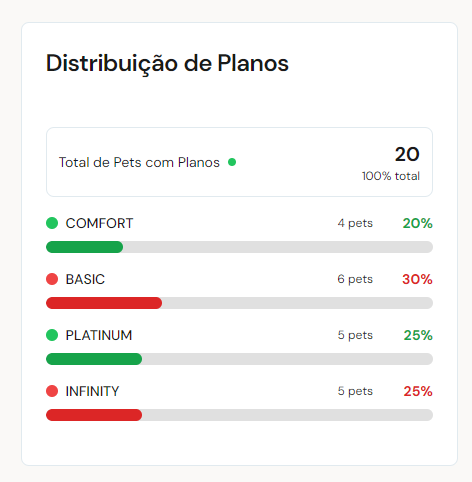 Distribuição de Planos
Total de Pets com Planos
20
100% total
COMFORT 4 pets 20%
BASIC 6 pets 30%
PLATINUM 5 pets 25%
INFINITY 5 pets 25%